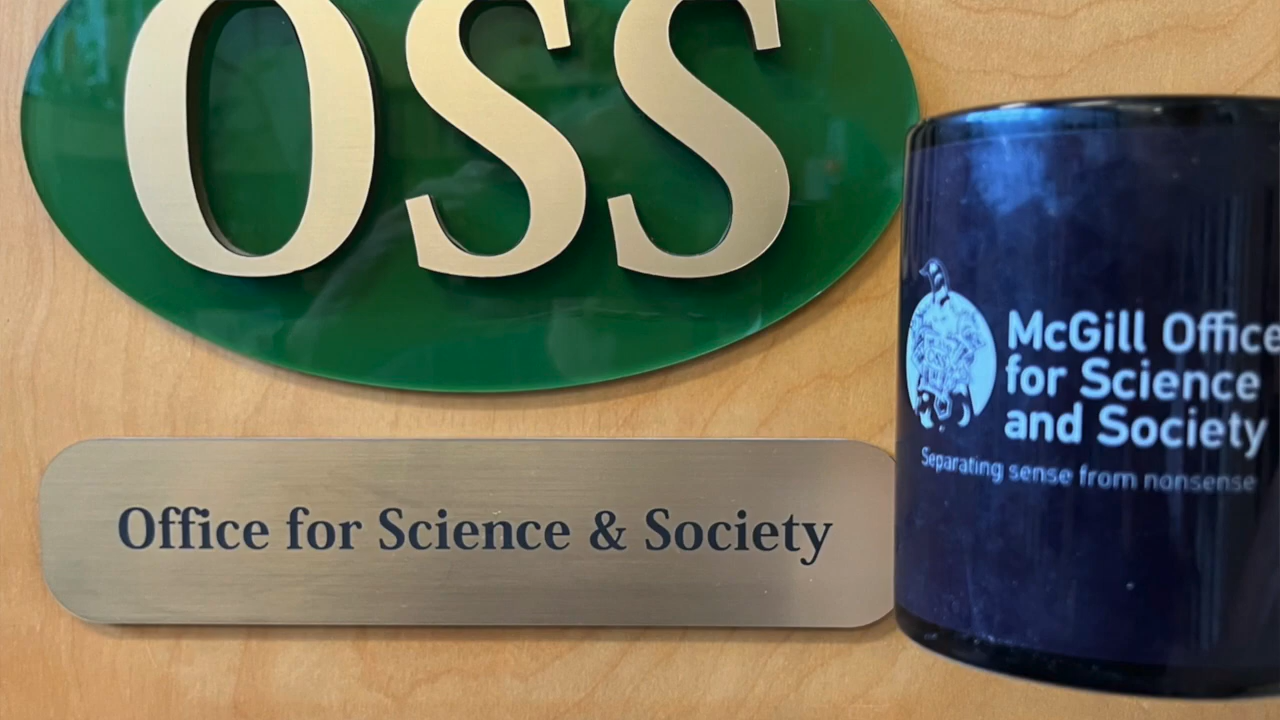 OSS
Office for Science & Society
McGill Office
for Science
and Society
Separating sense from nonsense